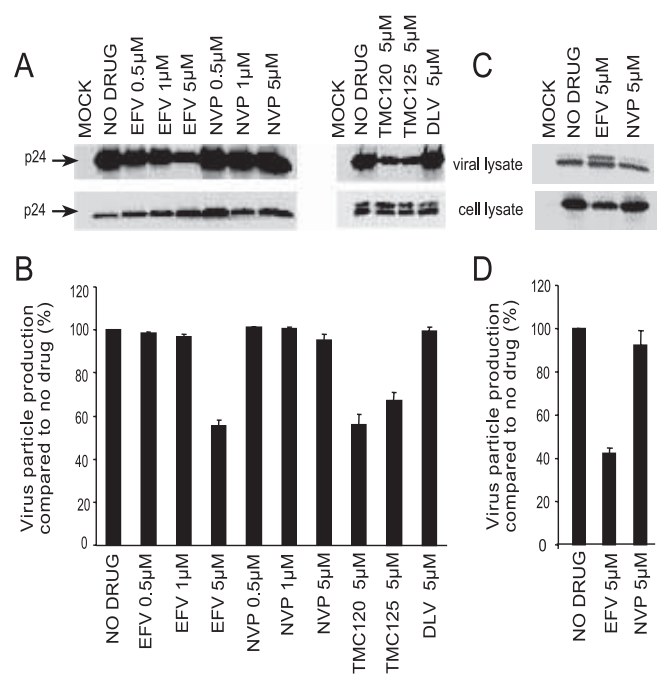 A
MOCK
NO DRUG
EFV 0.5µM
EFV 1µM
EFV 5µM
NVP 0.5µM
NVP 1µM
NVP 5µM
MOCK
NO DRUG
TMC120 5µM
TMC125 5µM
DLV 5µM
C
MOCK
NO DRUG
EFV 5µM
NVP 5µM
p24
viral lysate
p24
cell lysate
B
Virus particle production
compared to no drug (%)
120
100
80
60
40
20
0
NO DRUG
EFV 0.5µM
EFV 1µM
EFV 5µM
NVP 0.5µM
NVP 1µM
NVP 5µM
TMC120 5µM
TMC125 5µM
DLV 5µM
D
Virus particle production
compared to no drug (%)
120
100
80
60
40
20
0
NO DRUG
EFV 5µM
NVP 5µM